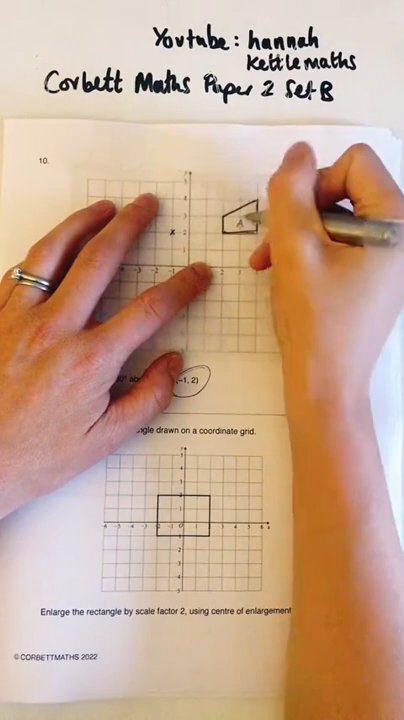 Youtube: hannah
kettlemaths
Corbett Maths Paper 2 Set B
10.
A
x
(-1, 2)
ngle drawn on a coordinate grid.
Enlarge the rectangle by scale factor 2, using centre of enlargement
© CORBETTMATHS 2022